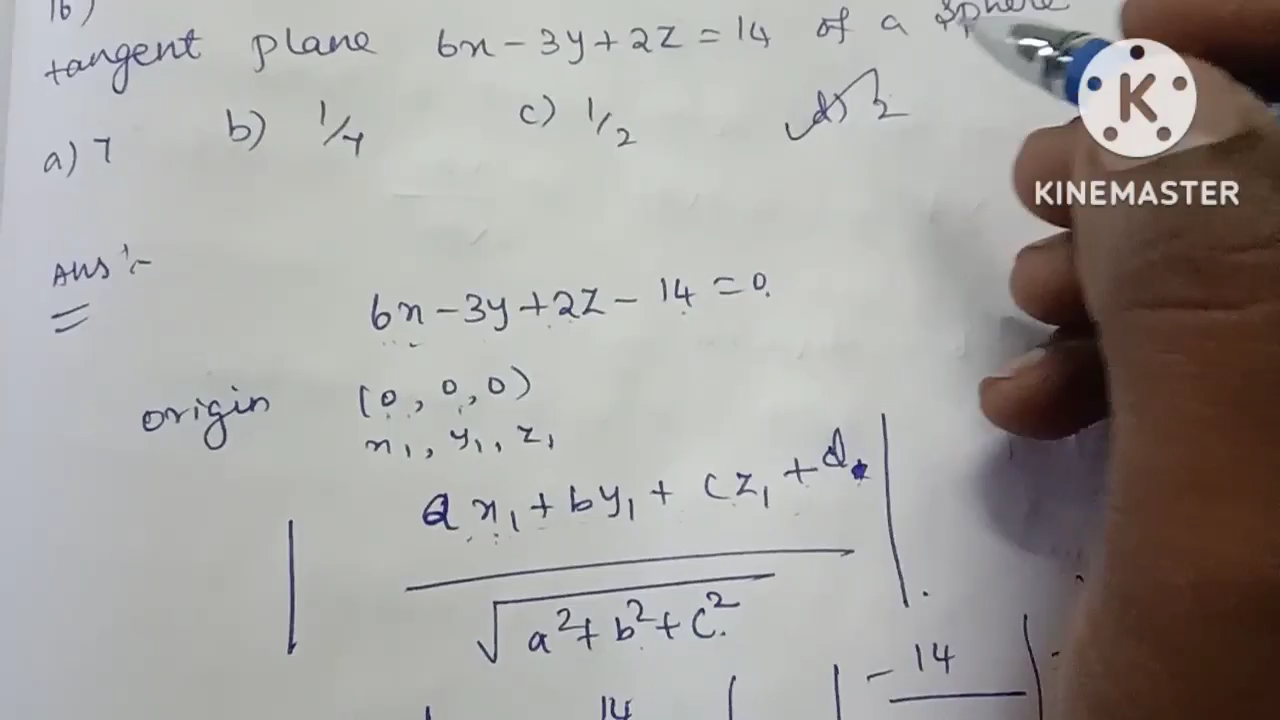 16)
tangent plane 6x - 3y + 2z = 14 of a sphere
a) 7 b) 1/7 c) 1/2 d) 2
Ans :-
6x - 3y + 2z - 14 = 0.
origin (0, 0, 0)
x₁, y₁, z₁
| ax₁ + by₁ + cz₁ + d |
√a² + b² + c²
14 | | -14 |
K
KINEMASTER